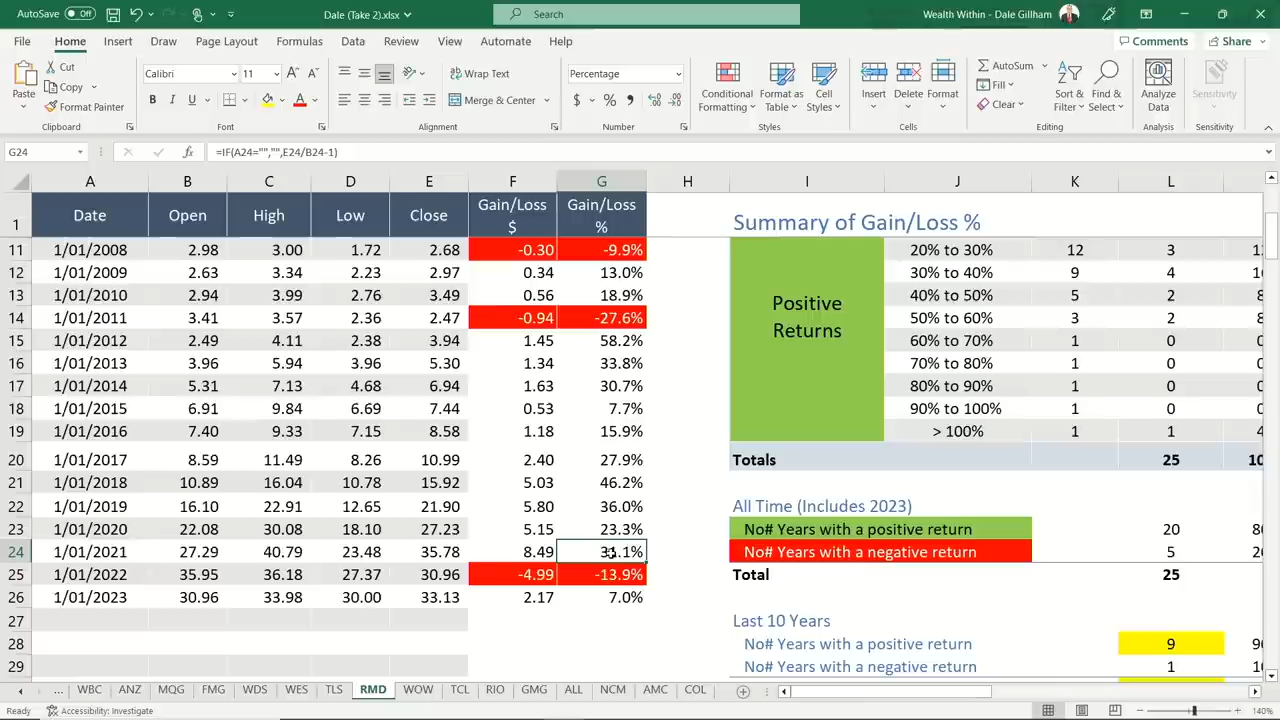 AutoSave Off Dale (Take 2).xlsx Search Wealth Within - Dale Gillham
File Home Insert Draw Page Layout Formulas Data Review View Automate Help Comments Share
Paste Cut Copy Format Painter Clipboard
Calibri 11 B I U A Font
Wrap Text Merge & Center Alignment
Percentage $ % , Number
Conditional Formatting Format as Table Cell Styles Styles
Insert Delete Format Cells
AutoSum Fill Clear Sort & Filter Find & Select Editing
Analyze Data Analysis
Sensitivity Sensitivity
G24 fx =IF(A24="","",E24/B24-1)
A B C D E F G H I J K L
1 Date Open High Low Close Gain/Loss $ Gain/Loss % Summary of Gain/Loss %
11 1/01/2008 2.98 3.00 1.72 2.68 -0.30 -9.9% 20% to 30% 12 3
12 1/01/2009 2.63 3.34 2.23 2.97 0.34 13.0% 30% to 40% 9 4
13 1/01/2010 2.94 3.99 2.76 3.49 0.56 18.9% Positive 40% to 50% 5 2
14 1/01/2011 3.41 3.57 2.36 2.47 -0.94 -27.6% Returns 50% to 60% 3 2
15 1/01/2012 2.49 4.11 2.38 3.94 1.45 58.2% 60% to 70% 1 0
16 1/01/2013 3.96 5.94 3.96 5.30 1.34 33.8% 70% to 80% 1 0
17 1/01/2014 5.31 7.13 4.68 6.94 1.63 30.7% 80% to 90% 1 0
18 1/01/2015 6.91 9.84 6.69 7.44 0.53 7.7% 90% to 100% 1 0
19 1/01/2016 7.40 9.33 7.15 8.58 1.18 15.9% > 100% 1 1
20 1/01/2017 8.59 11.49 8.26 10.99 2.40 27.9% Totals 25
21 1/01/2018 10.89 16.04 10.78 15.92 5.03 46.2%
22 1/01/2019 16.10 22.91 12.65 21.90 5.80 36.0% All Time (Includes 2023)
23 1/01/2020 22.08 30.08 18.10 27.23 5.15 23.3% No# Years with a positive return 20
24 1/01/2021 27.29 40.79 23.48 35.78 8.49 31.1% No# Years with a negative return 5
25 1/01/2022 35.95 36.18 27.37 30.96 -4.99 -13.9% Total 25
26 1/01/2023 30.96 33.98 30.00 33.13 2.17 7.0%
27 Last 10 Years
28 No# Years with a positive return 9
29 No# Years with a negative return 1
... WBC ANZ MQG FMG WDS WES TLS RMD WOW TCL RIO GMG ALL NCM AMC COL
Ready Accessibility: Investigate 140%